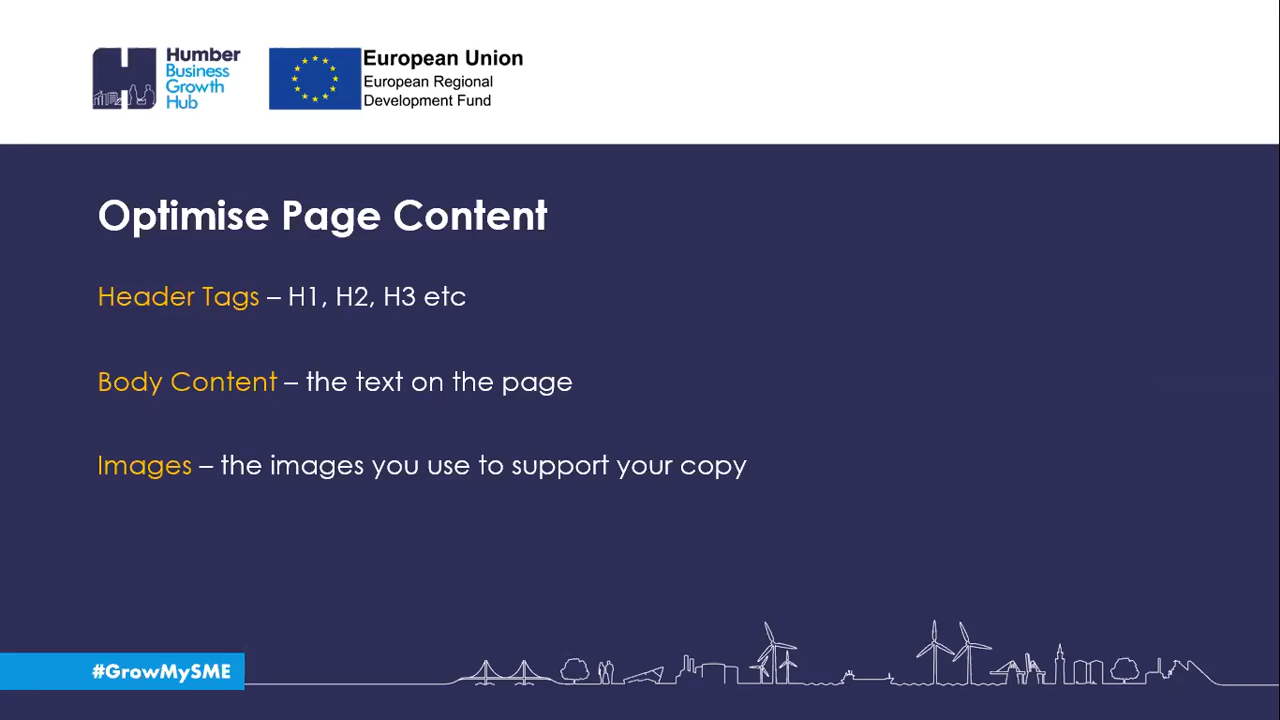 Humber
Business
Growth
Hub
European Union
European Regional
Development Fund
Optimise Page Content
Header Tags – H1, H2, H3 etc
Body Content – the text on the page
Images – the images you use to support your copy
#GrowMySME